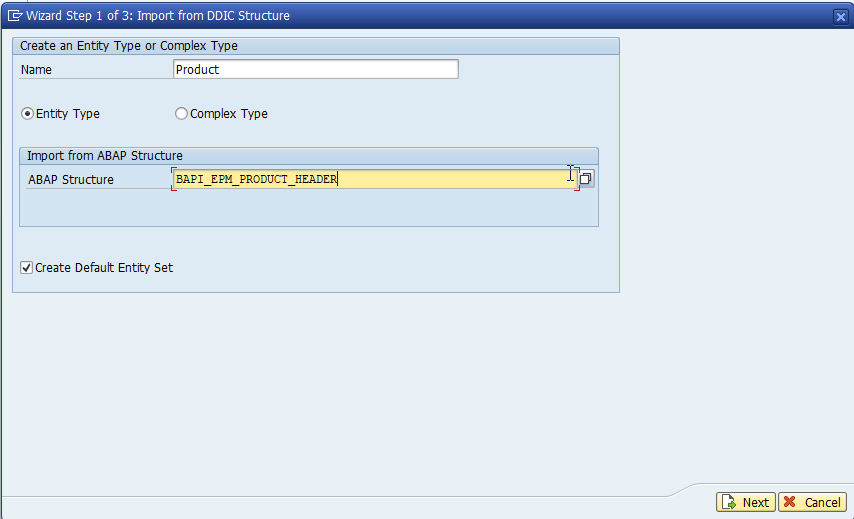 Wizard Step 1 of 3: Import from DDIC Structure
Create an Entity Type or Complex Type
Name Product
Entity Type Complex Type
Import from ABAP Structure
ABAP Structure BAPI_EPM_PRODUCT_HEADER
Create Default Entity Set
Next Cancel